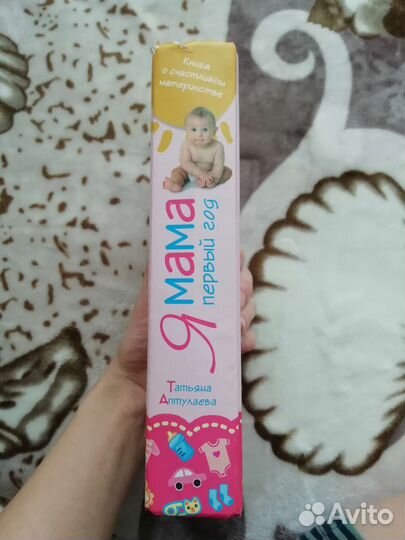 Книга
о счастливом
материнстве
Я мама
первый год
Татьяна
Аптулаева
Avito